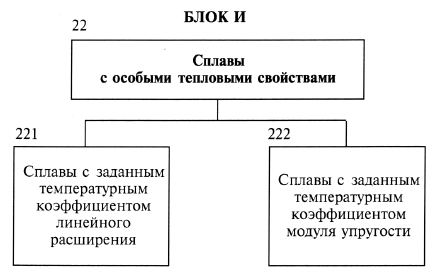 БЛОК И
22
Сплавы
с особыми тепловыми свойствами
221
Сплавы с заданным
температурным
коэффициентом
линейного
расширения
222
Сплавы с заданным
температурным
коэффициентом
модуля упругости